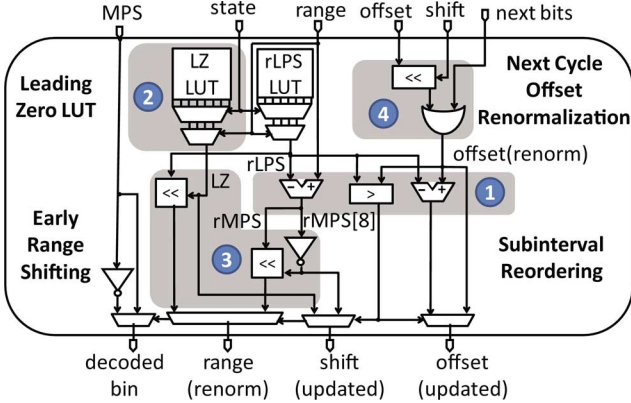 MPS
state
range
offset
shift
next bits
LZ
LUT
rLPS
LUT
<<
Leading
Zero LUT
2
4
Next Cycle
Offset
Renormalization
offset(renorm)
rLPS
LZ
<<
- +
>
- +
1
rMPS
rMPS[8]
<<
3
Early
Range
Shifting
Subinterval
Reordering
decoded
bin
range
(renorm)
shift
(updated)
offset
(updated)